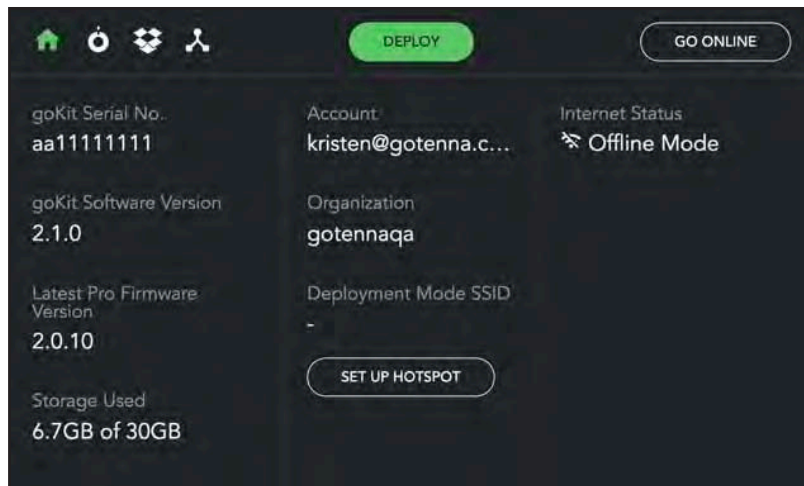 DEPLOY
GO ONLINE
goKit Serial No.
aa11111111
goKit Software Version
2.1.0
Latest Pro Firmware
Version
2.0.10
Storage Used
6.7GB of 30GB
Account
kristen@gotenna.c...
Organization
gotennaqa
Deployment Mode SSID
-
SET UP HOTSPOT
Internet Status
Offline Mode